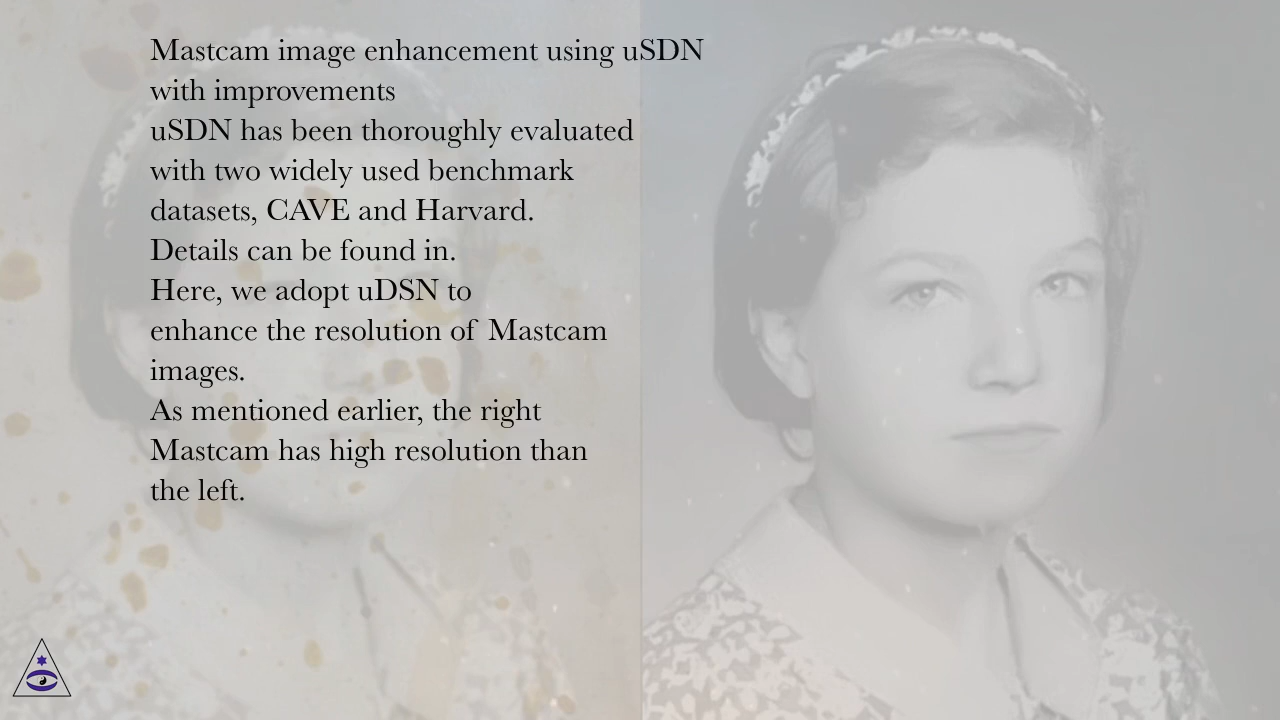 Mastcam image enhancement using uSDN
with improvements
uSDN has been thoroughly evaluated
with two widely used benchmark
datasets, CAVE and Harvard.
Details can be found in.
Here, we adopt uDSN to
enhance the resolution of Mastcam
images.
As mentioned earlier, the right
Mastcam has high resolution than
the left.